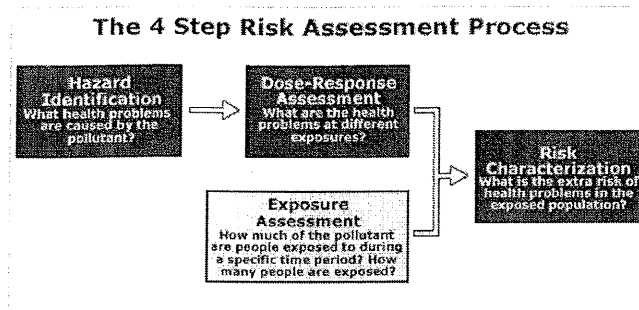 The 4 Step Risk Assessment Process
Hazard
Identification
What health problems
are caused by the
pollutant?
Dose-Response
Assessment
What are the health
problems at different
exposures?
Exposure
Assessment
How much of the pollutant
are people exposed to during
a specific time period? How
many people are exposed?
Risk
Characterization
What is the extra risk of
health problems in the
exposed population?